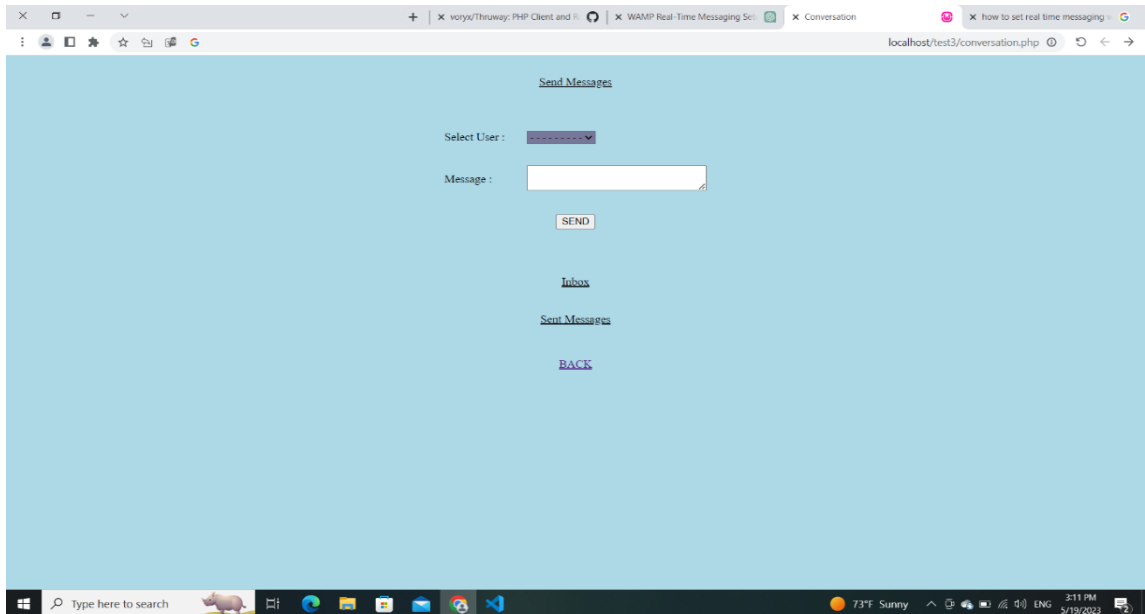 voryx/Thruway: PHP Client and R
WAMP Real-Time Messaging Set
Conversation
how to set real time messaging
localhost/test3/conversation.php
Send Messages
Select User :
---------
Message :
SEND
Inbox
Sent Messages
BACK
Type here to search
73°F Sunny
ENG
3:11 PM
5/19/2023